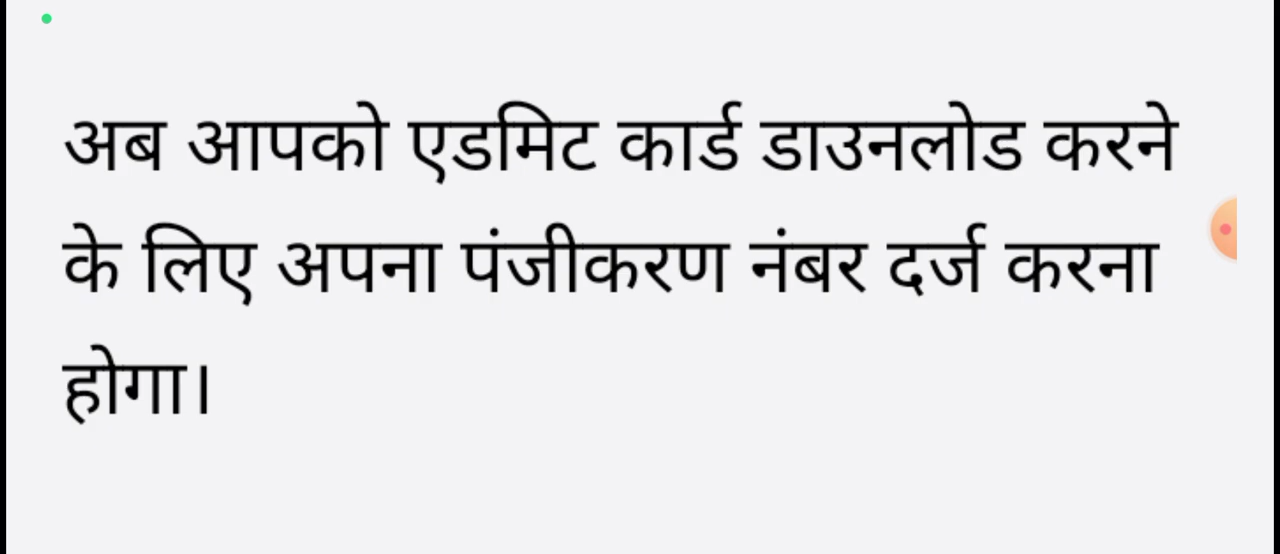 अब आपको एडमिट कार्ड डाउनलोड करने
के लिए अपना पंजीकरण नंबर दर्ज करना
होगा।